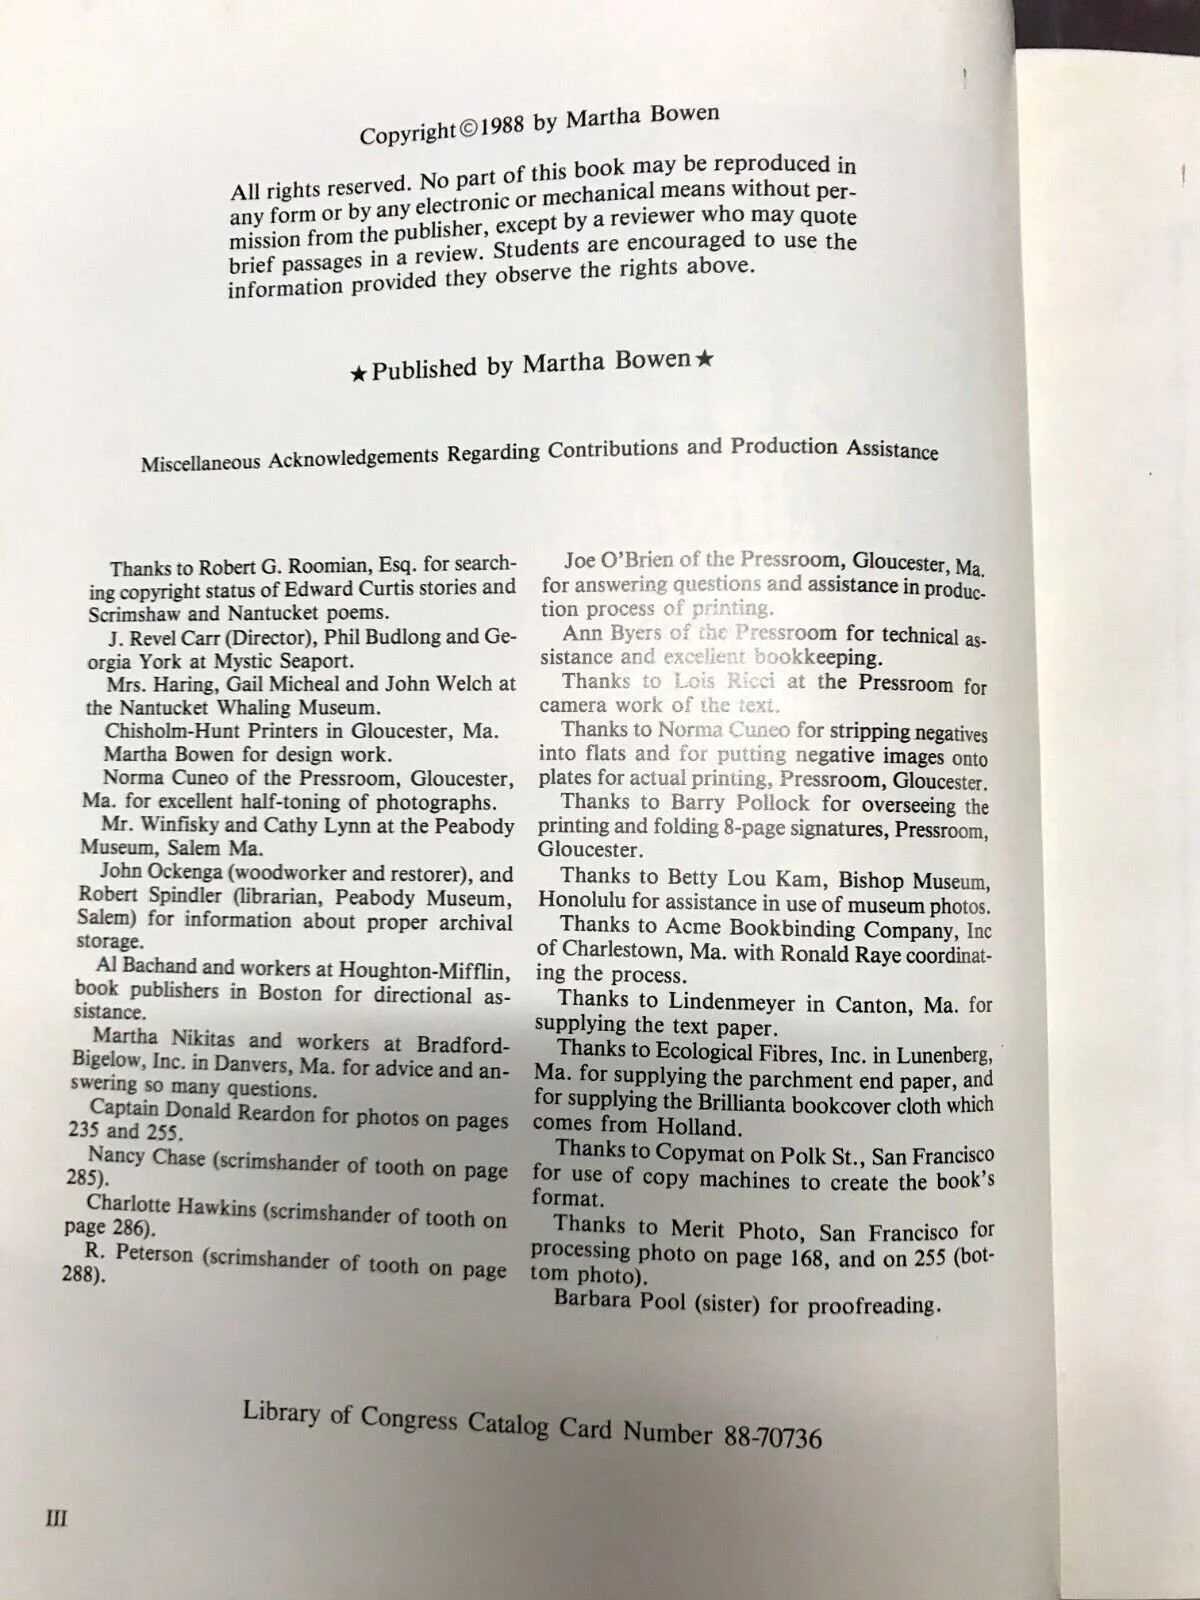 Copyright©1988 by Martha Bowen
All rights reserved. No part of this book may be reproduced in
any form or by any electronic or mechanical means without per-
mission from the publisher, except by a reviewer who may quote
brief passages in a review. Students are encouraged to use the
information provided they observe the rights above.
★Published by Martha Bowen★
Miscellaneous Acknowledgements Regarding Contributions and Production Assistance
Thanks to Robert G. Roomian, Esq. for search-
ing copyright status of Edward Curtis stories and
Scrimshaw and Nantucket poems.
J. Revel Carr (Director), Phil Budlong and Ge-
orgia York at Mystic Seaport.
Mrs. Haring, Gail Micheal and John Welch at
the Nantucket Whaling Museum.
Chisholm-Hunt Printers in Gloucester, Ma.
Martha Bowen for design work.
Norma Cuneo of the Pressroom, Gloucester,
Ma. for excellent half-toning of photographs.
Mr. Winfisky and Cathy Lynn at the Peabody
Museum, Salem Ma.
John Ockenga (woodworker and restorer), and
Robert Spindler (librarian, Peabody Museum,
Salem) for information about proper archival
storage.
Al Bachand and workers at Houghton-Mifflin,
book publishers in Boston for directional as-
sistance.
Martha Nikitas and workers at Bradford-
Bigelow, Inc. in Danvers, Ma. for advice and an-
swering so many questions.
Captain Donald Reardon for photos on pages
235 and 255.
Nancy Chase (scrimshander of tooth on page
285).
Charlotte Hawkins (scrimshander of tooth on
page 286).
R. Peterson (scrimshander of tooth on page
288).
Joe O'Brien of the Pressroom, Gloucester, Ma.
for answering questions and assistance in produc-
tion process of printing.
Ann Byers of the Pressroom for technical as-
sistance and excellent bookkeeping.
Thanks to Lois Ricci at the Pressroom for
camera work of the text.
Thanks to Norma Cuneo for stripping negatives
into flats and for putting negative images onto
plates for actual printing, Pressroom, Gloucester.
Thanks to Barry Pollock for overseeing the
printing and folding 8-page signatures, Pressroom,
Gloucester.
Thanks to Betty Lou Kam, Bishop Museum,
Honolulu for assistance in use of museum photos.
Thanks to Acme Bookbinding Company, Inc
of Charlestown, Ma. with Ronald Raye coordinat-
ing the process.
Thanks to Lindenmeyer in Canton, Ma. for
supplying the text paper.
Thanks to Ecological Fibres, Inc. in Lunenberg,
Ma. for supplying the parchment end paper, and
for supplying the Brillianta bookcover cloth which
comes from Holland.
Thanks to Copymat on Polk St., San Francisco
for use of copy machines to create the book's
format.
Thanks to Merit Photo, San Francisco for
processing photo on page 168, and on 255 (bot-
tom photo).
Barbara Pool (sister) for proofreading.
Library of Congress Catalog Card Number 88-70736
III